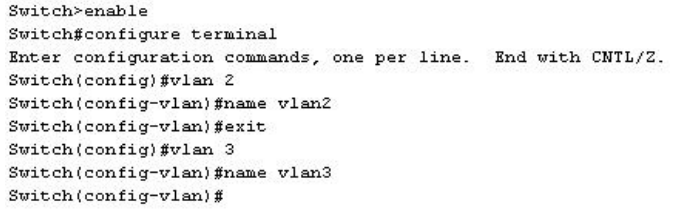 Switch>enable
Switch#configure terminal
Enter configuration commands, one per line.  End with CNTL/Z.
Switch(config)#vlan 2
Switch(config-vlan)#name vlan2
Switch(config-vlan)#exit
Switch(config)#vlan 3
Switch(config-vlan)#name vlan3
Switch(config-vlan)#